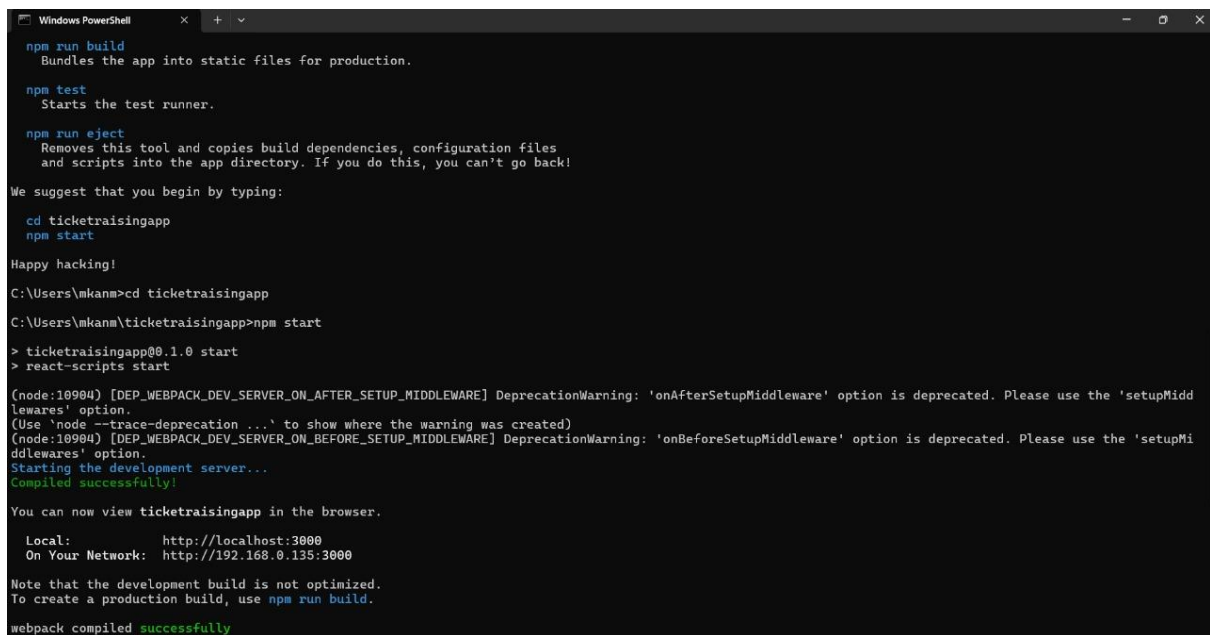 Windows PowerShell
npm run build
Bundles the app into static files for production.
npm test
Starts the test runner.
npm run eject
Removes this tool and copies build dependencies, configuration files
and scripts into the app directory. If you do this, you can’t go back!
We suggest that you begin by typing:
cd ticketraisingapp
npm start
Happy hacking!
C:\Users\mkanm>cd ticketraisingapp
C:\Users\mkanm\ticketraisingapp>npm start
> ticketraisingapp@0.1.0 start
> react-scripts start
(node:10904) [DEP_WEBPACK_DEV_SERVER_ON_AFTER_SETUP_MIDDLEWARE] DeprecationWarning: 'onAfterSetupMiddleware' option is deprecated. Please use the 'setupMidd
lewares' option.
(Use `node --trace-deprecation ...` to show where the warning was created)
(node:10904) [DEP_WEBPACK_DEV_SERVER_ON_BEFORE_SETUP_MIDDLEWARE] DeprecationWarning: 'onBeforeSetupMiddleware' option is deprecated. Please use the 'setupMi
ddlewares' option.
Starting the development server...
Compiled successfully!
You can now view ticketraisingapp in the browser.
Local: http://localhost:3000
On Your Network: http://192.168.0.135:3000
Note that the development build is not optimized.
To create a production build, use npm run build.
webpack compiled successfully